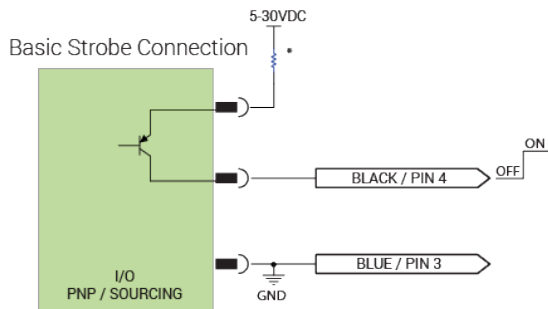 5-30VDC
Basic Strobe Connection
*
ON
OFF
BLACK / PIN 4
BLUE / PIN 3
I/O
PNP / SOURCING
GND